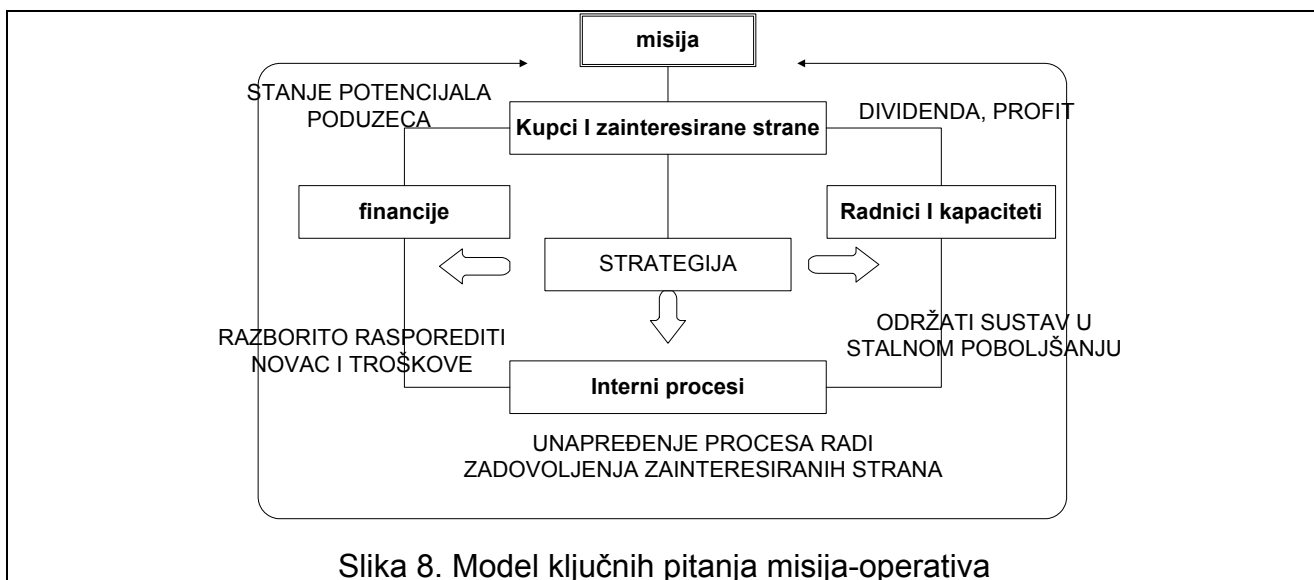 misija
STANJE POTENCIJALA
PODUZECA
Kupci I zainteresirane strane
DIVIDENDA, PROFIT
financije
Radnici I kapaciteti
STRATEGIJA
RAZBORITO RASPOREDITI
NOVAC I TROŠKOVE
ODRŽATI SUSTAV U
STALNOM POBOLJŠANJU
Interni procesi
UNAPREĐENJE PROCESA RADI
ZADOVOLJENJA ZAINTERESIRANIH STRANA
Slika 8. Model ključnih pitanja misija-operativa